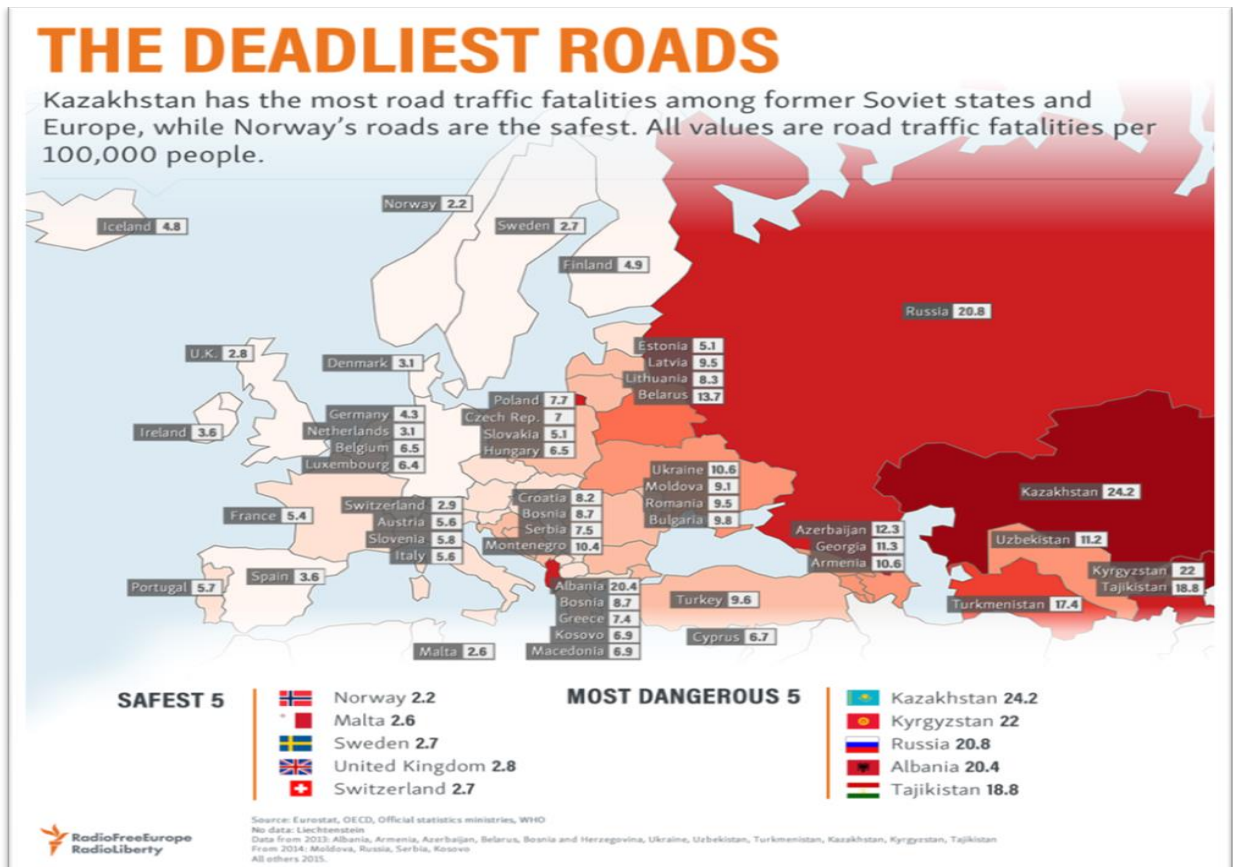 THE DEADLIEST ROADS
Kazakhstan has the most road traffic fatalities among former Soviet states and
Europe, while Norway's roads are the safest. All values are road traffic fatalities per
100,000 people.
Norway 2.2
Iceland 4.8
Sweden 2.7
Finland 4.9
Russia 20.8
U.K. 2.8
Denmark 3.1
Estonia 5.1
Latvia 9.5
Lithuania 8.3
Belarus 13.7
Ireland 3.6
Germany 4.3
Netherlands 3.1
Belgium 6.5
Luxembourg 6.4
Poland 7.7
Czech Rep. 7
Slovakia 5.1
Hungary 6.5
Ukraine 10.6
Moldova 9.1
Romania 9.5
Bulgaria 9.8
Kazakhstan 24.2
France 5.4
Switzerland 2.9
Austria 5.6
Slovenia 5.8
Italy 5.6
Croatia 8.2
Bosnia 8.7
Serbia 7.5
Montenegro 10.4
Azerbaijan 12.3
Georgia 11.3
Armenia 10.6
Uzbekistan 11.2
Kyrgyzstan 22
Tajikistan 18.8
Turkmenistan 17.4
Portugal 5.7
Spain 3.6
Albania 20.4
Bosnia 8.7
Greece 7.4
Kosovo 6.9
Macedonia 6.9
Turkey 9.6
Cyprus 6.7
Malta 2.6
SAFEST 5
Norway 2.2
Malta 2.6
Sweden 2.7
United Kingdom 2.8
Switzerland 2.7
MOST DANGEROUS 5
Kazakhstan 24.2
Kyrgyzstan 22
Russia 20.8
Albania 20.4
Tajikistan 18.8
RadioFreeEurope
RadioLiberty
Source: Eurostat, OECD, Official statistics ministries, WHO
No data: Liechtenstein
Data from 2013: Albania, Armenia, Azerbaijan, Belarus, Bosnia and Herzegovina, Ukraine, Uzbekistan, Turkmenistan, Kazakhstan, Kyrgyzstan, Tajikistan
From 2014: Moldova, Russia, Serbia, Kosovo
All others 2015.